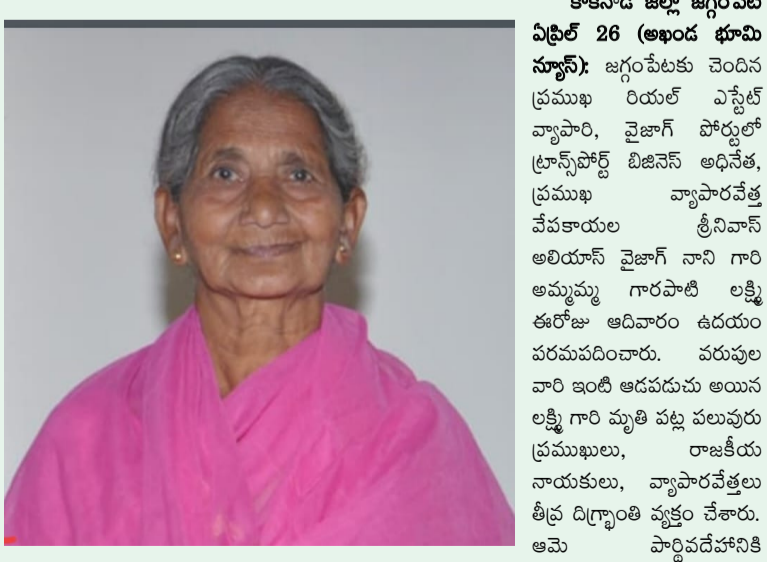 కాకినాడ జిల్లా జగ్గంపేట
ఏప్రిల్ 26 (అఖండ భూమి
న్యూస్): జగ్గంపేటకు చెందిన
ప్రముఖ రియల్ ఎస్టేట్
వ్యాపారి, వైజాగ్ పోర్టులో
ట్రాన్స్‌పోర్ట్ బిజినెస్ అధినేత,
ప్రముఖ వ్యాపారవేత్త
వేపకాయల శ్రీనివాస్
అలియాస్ వైజాగ్ నాని గారి
అమ్మమ్మ గారపాటి లక్ష్మి
ఈరోజు ఆదివారం ఉదయం
పరమపదించారు. వరుపుల
వారి ఇంటి ఆడపడుచు అయిన
లక్ష్మి గారి మృతి పట్ల పలువురు
ప్రముఖులు, రాజకీయ
నాయకులు, వ్యాపారవేత్తలు
తీవ్ర దిగ్భ్రాంతి వ్యక్తం చేశారు.
ఆమె పార్థివదేహానికి